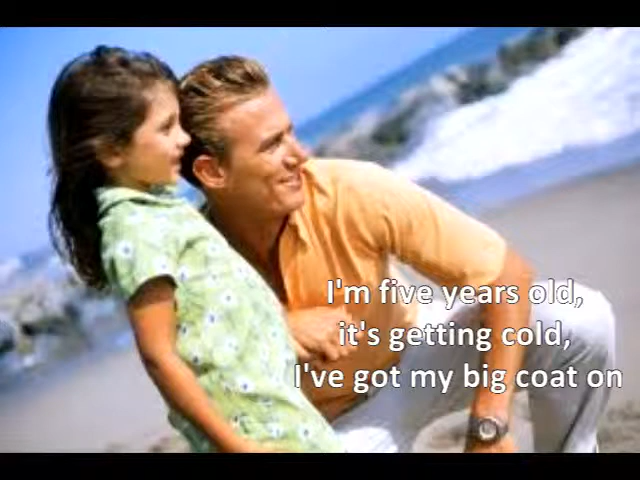 I'm five years old,
it's getting cold,
I've got my big coat on